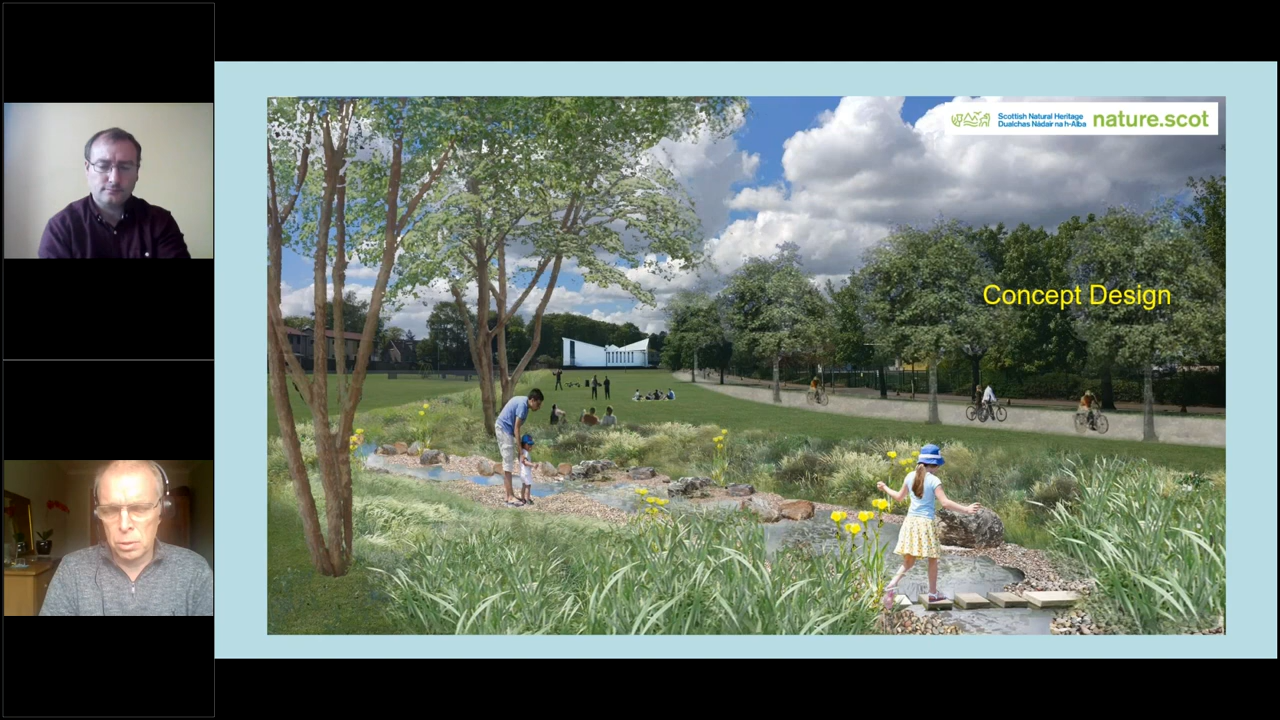 Scottish Natural Heritage
Dualchas Nàdair na h-Alba
nature.scot
Concept Design